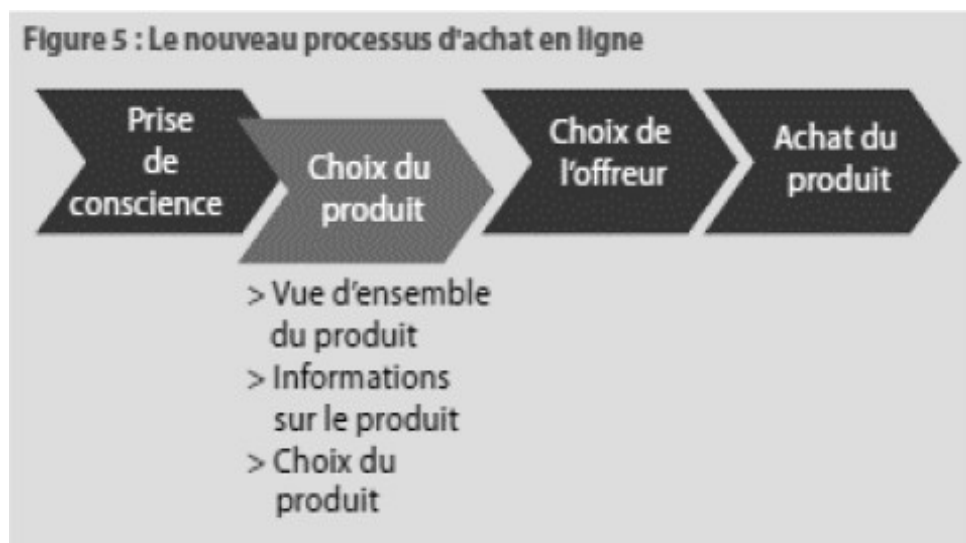 Figure 5 : Le nouveau processus d'achat en ligne
Prise
de
conscience
Choix du
produit
> Vue d'ensemble
du produit
> Informations
sur le produit
> Choix du
produit
Choix de
l'offreur
Achat du
produit